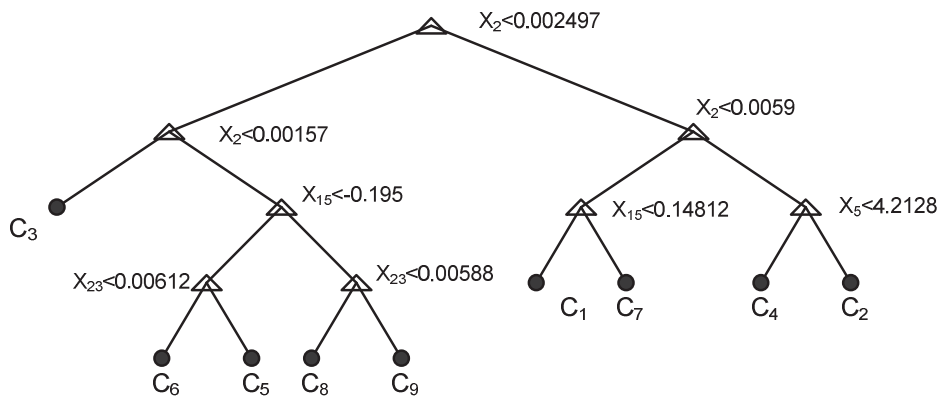 X₂<0.002497
X₂<0.00157
X₂<0.0059
C₃
X₁₅<-0.195
X₁₅<0.14812
X₅<4.2128
X₂₃<0.00612
X₂₃<0.00588
C₁
C₇
C₄
C₂
C₆
C₅
C₈
C₉